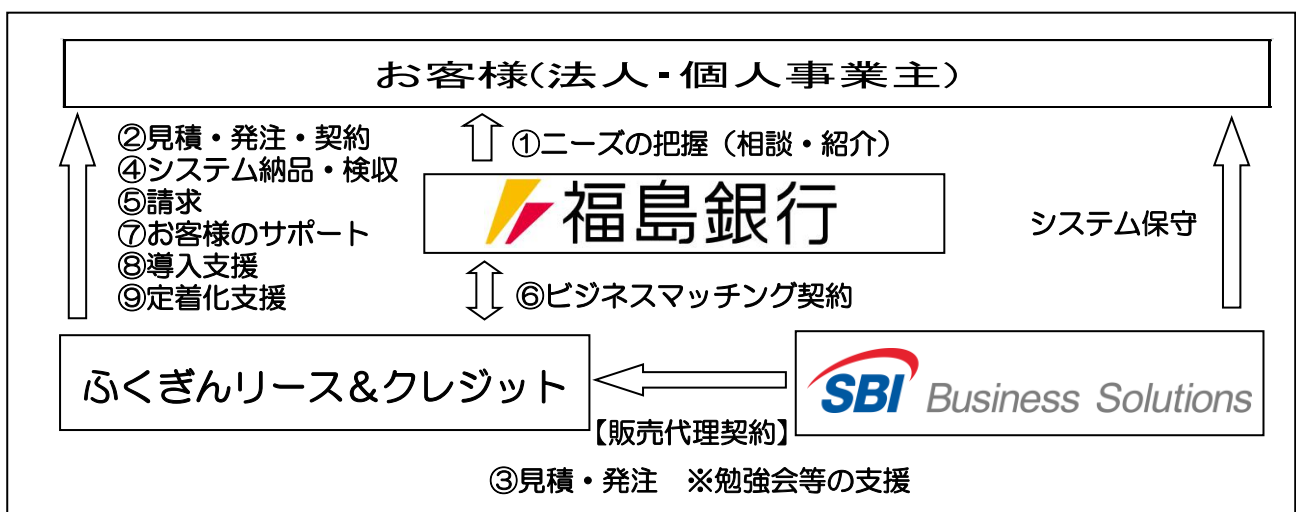 お客様(法人・個人事業主)
②見積・発注・契約
④システム納品・検収
⑤請求
⑦お客様のサポート
⑧導入支援
⑨定着化支援
①ニーズの把握（相談・紹介）
福島銀行
⑥ビジネスマッチング契約
システム保守
ふくぎんリース&クレジット
SBI Business Solutions
【販売代理契約】
③見積・発注　※勉強会等の支援